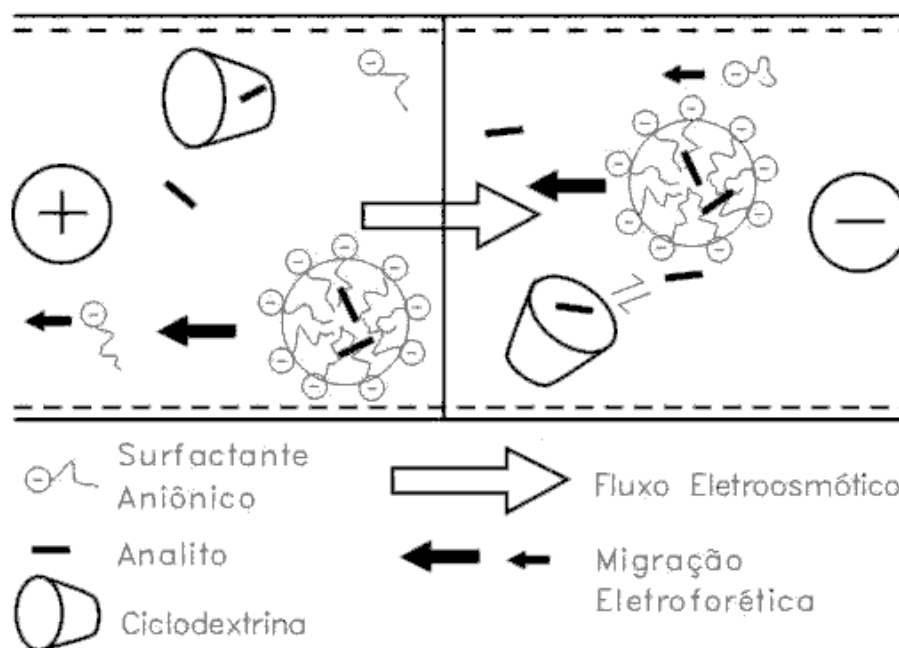 +
−
Surfactante
Aniônico
Fluxo Eletroosmótico
Analito
Migração
Eletroforética
Ciclodextrina